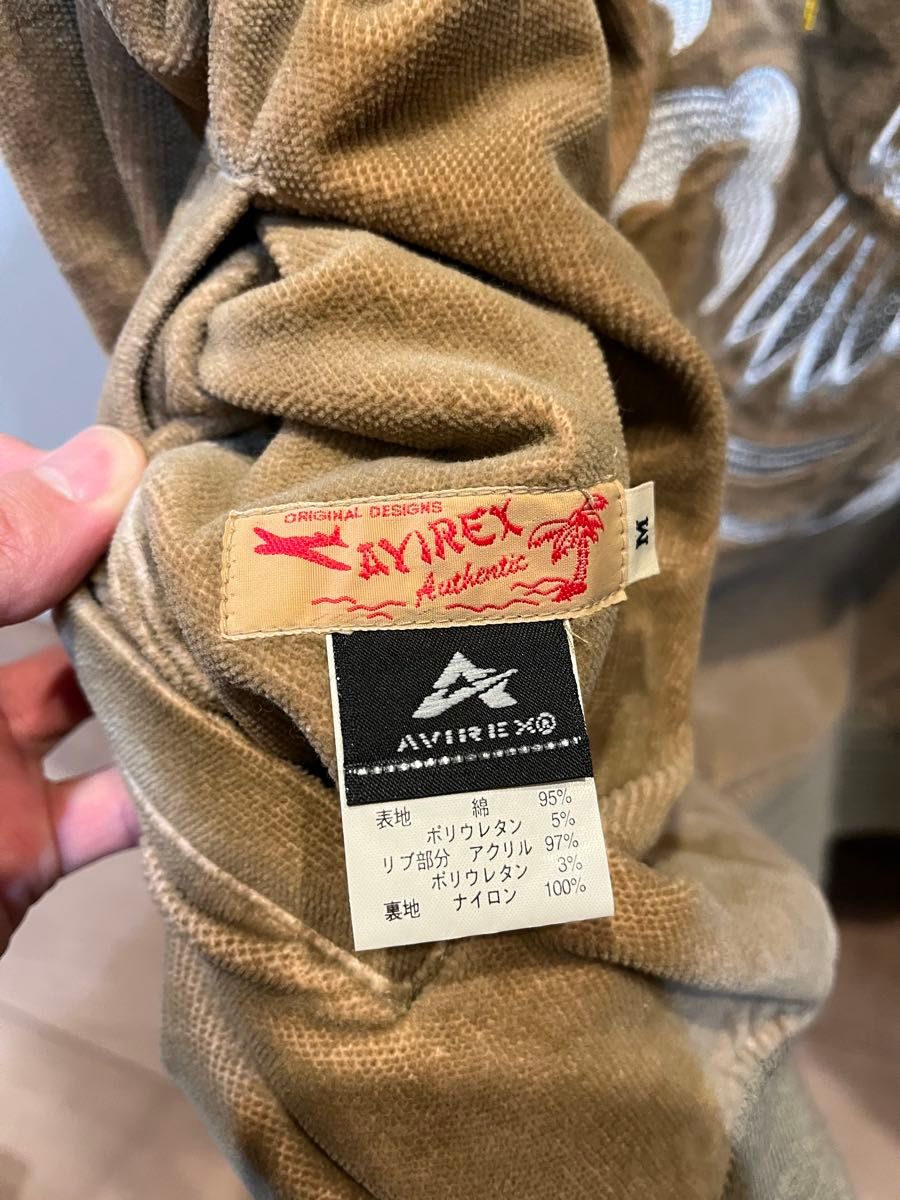 ORIGINAL DESIGNS
AVIREX
Authentic
M
AVIREX®
表地 綿 95%
ポリウレタン 5%
リブ部分 アクリル 97%
ポリウレタン 3%
裏地 ナイロン 100%